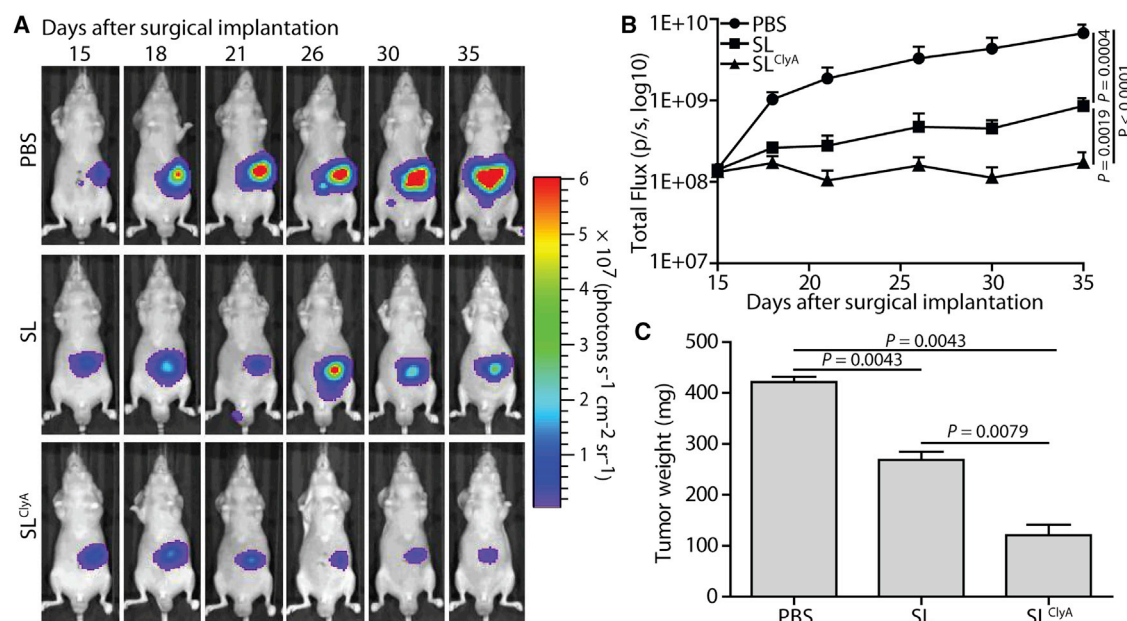 A
Days after surgical implantation
15 18 21 26 30 35
PBS
SL
SL^ClyA
6
5
4
3
2
1
× 10⁷ (photons s⁻¹ cm⁻² sr⁻¹)
B
PBS
SL
SL^ClyA
Total Flux (p/s, log10)
1E+10
1E+09
1E+08
1E+07
15 20 25 30 35
Days after surgical implantation
P = 0.0019
P = 0.0004
P < 0.0001
C
Tumor weight (mg)
500
400
300
200
100
0
P = 0.0043
P = 0.0043
P = 0.0079
PBS SL SL^ClyA